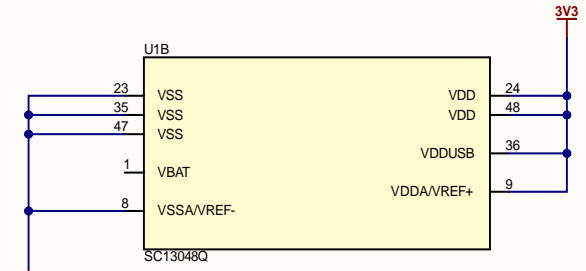 3V3
U1B
23 VSS VDD 24
35 VSS VDD 48
47 VSS
VDDUSB 36
1 VBAT
VDDA/VREF+ 9
8 VSSA/VREF-
SC13048Q